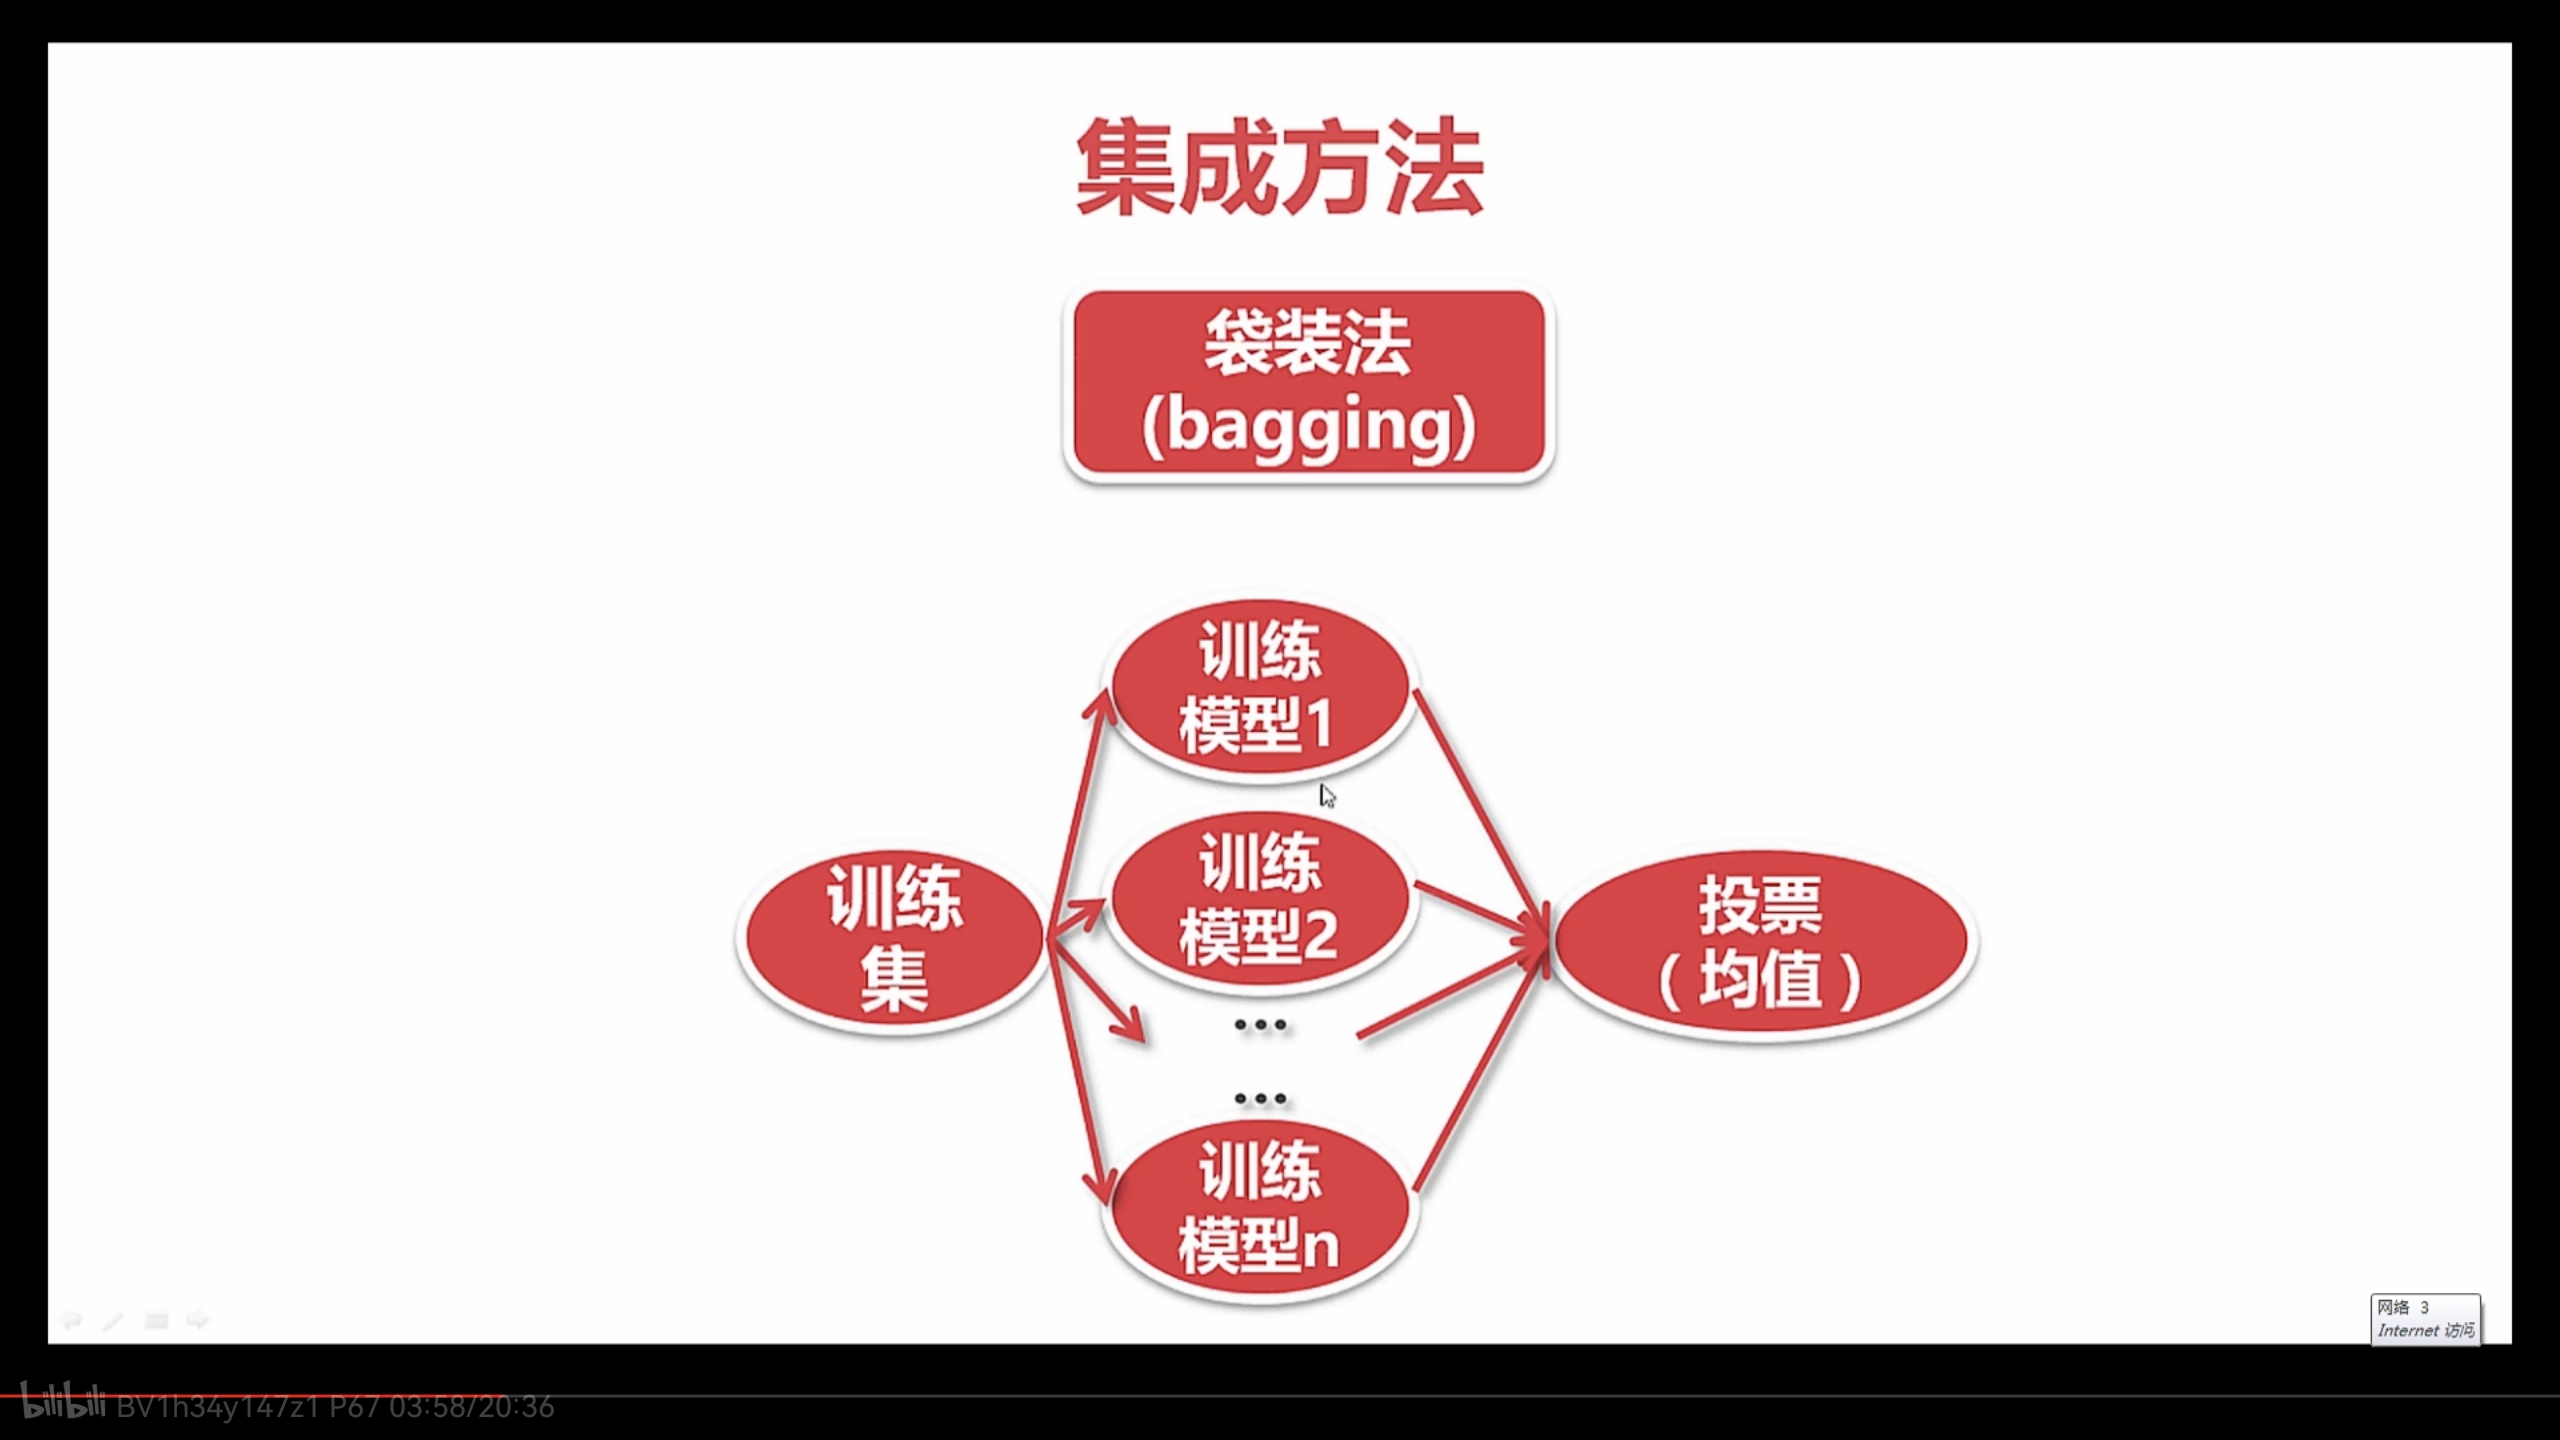 集成方法
袋装法
(bagging)
训练
模型1
训练
模型2
训练
集
投票
（均值）
...
...
训练
模型n
网络 3
Internet 访问
bilibili BV1h34y147z1 P67 03:58/20:36